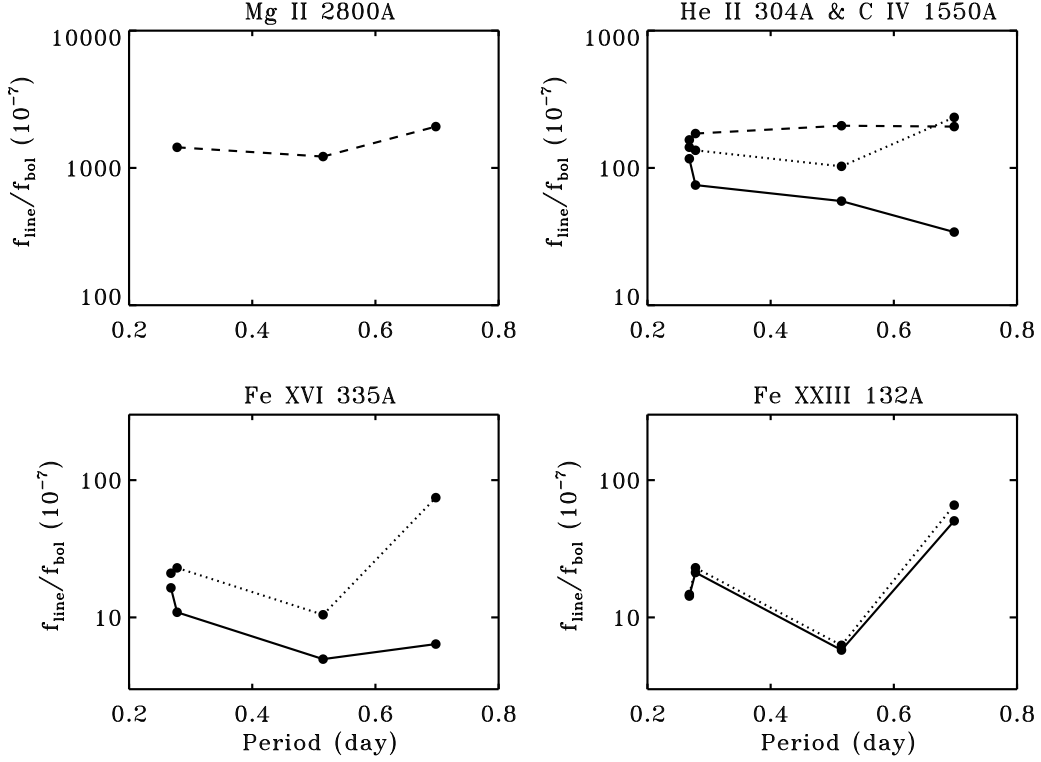 Mg II 2800A
10000
1000
100
f_line/f_bol (10^-7)
0.2 0.4 0.6 0.8
He II 304A & C IV 1550A
1000
100
10
f_line/f_bol (10^-7)
0.2 0.4 0.6 0.8
Fe XVI 335A
100
10
f_line/f_bol (10^-7)
0.2 0.4 0.6 0.8
Period (day)
Fe XXIII 132A
100
10
f_line/f_bol (10^-7)
0.2 0.4 0.6 0.8
Period (day)